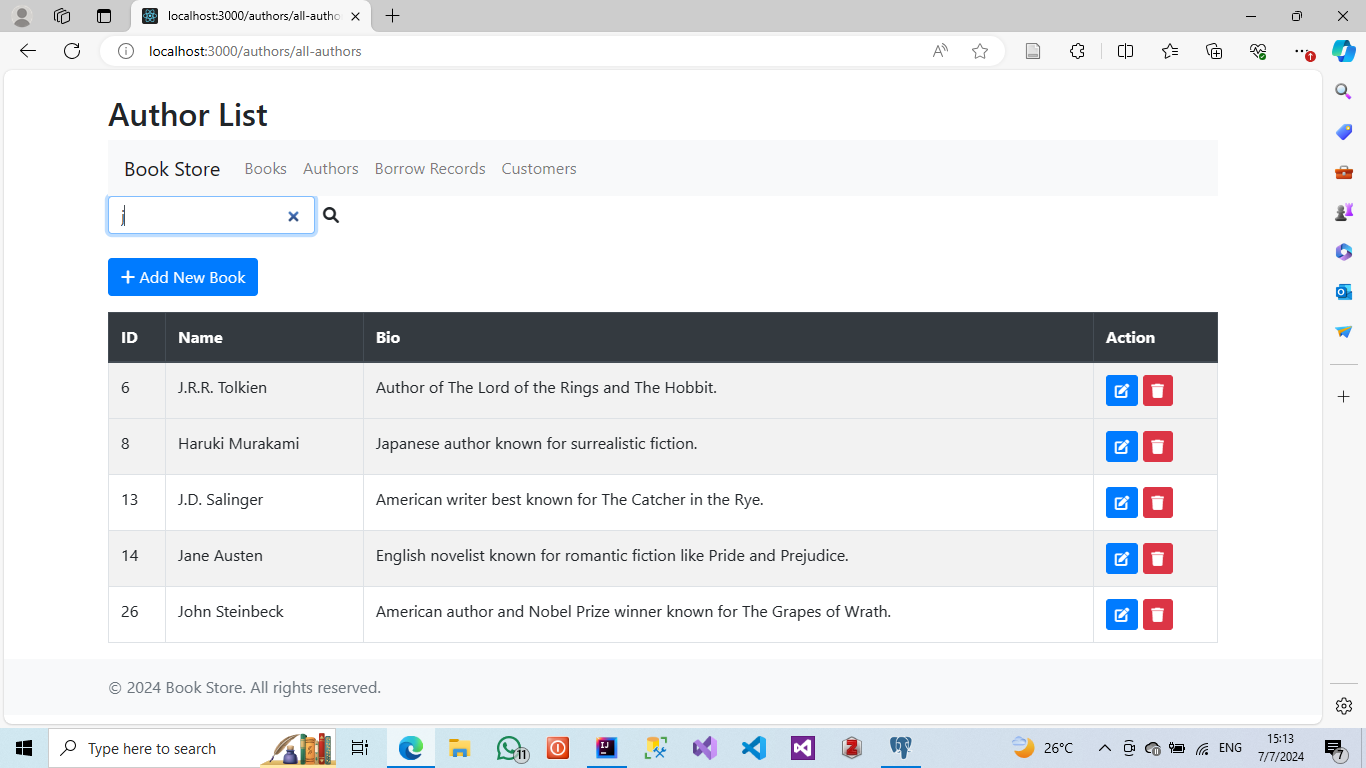 localhost:3000/authors/all-autho
localhost:3000/authors/all-authors
Author List
Book Store Books Authors Borrow Records Customers
j
Add New Book
ID Name Bio Action
6 J.R.R. Tolkien Author of The Lord of the Rings and The Hobbit.
8 Haruki Murakami Japanese author known for surrealistic fiction.
13 J.D. Salinger American writer best known for The Catcher in the Rye.
14 Jane Austen English novelist known for romantic fiction like Pride and Prejudice.
26 John Steinbeck American author and Nobel Prize winner known for The Grapes of Wrath.
© 2024 Book Store. All rights reserved.
Type here to search 11 26°C ENG 15:13
7/7/2024 7